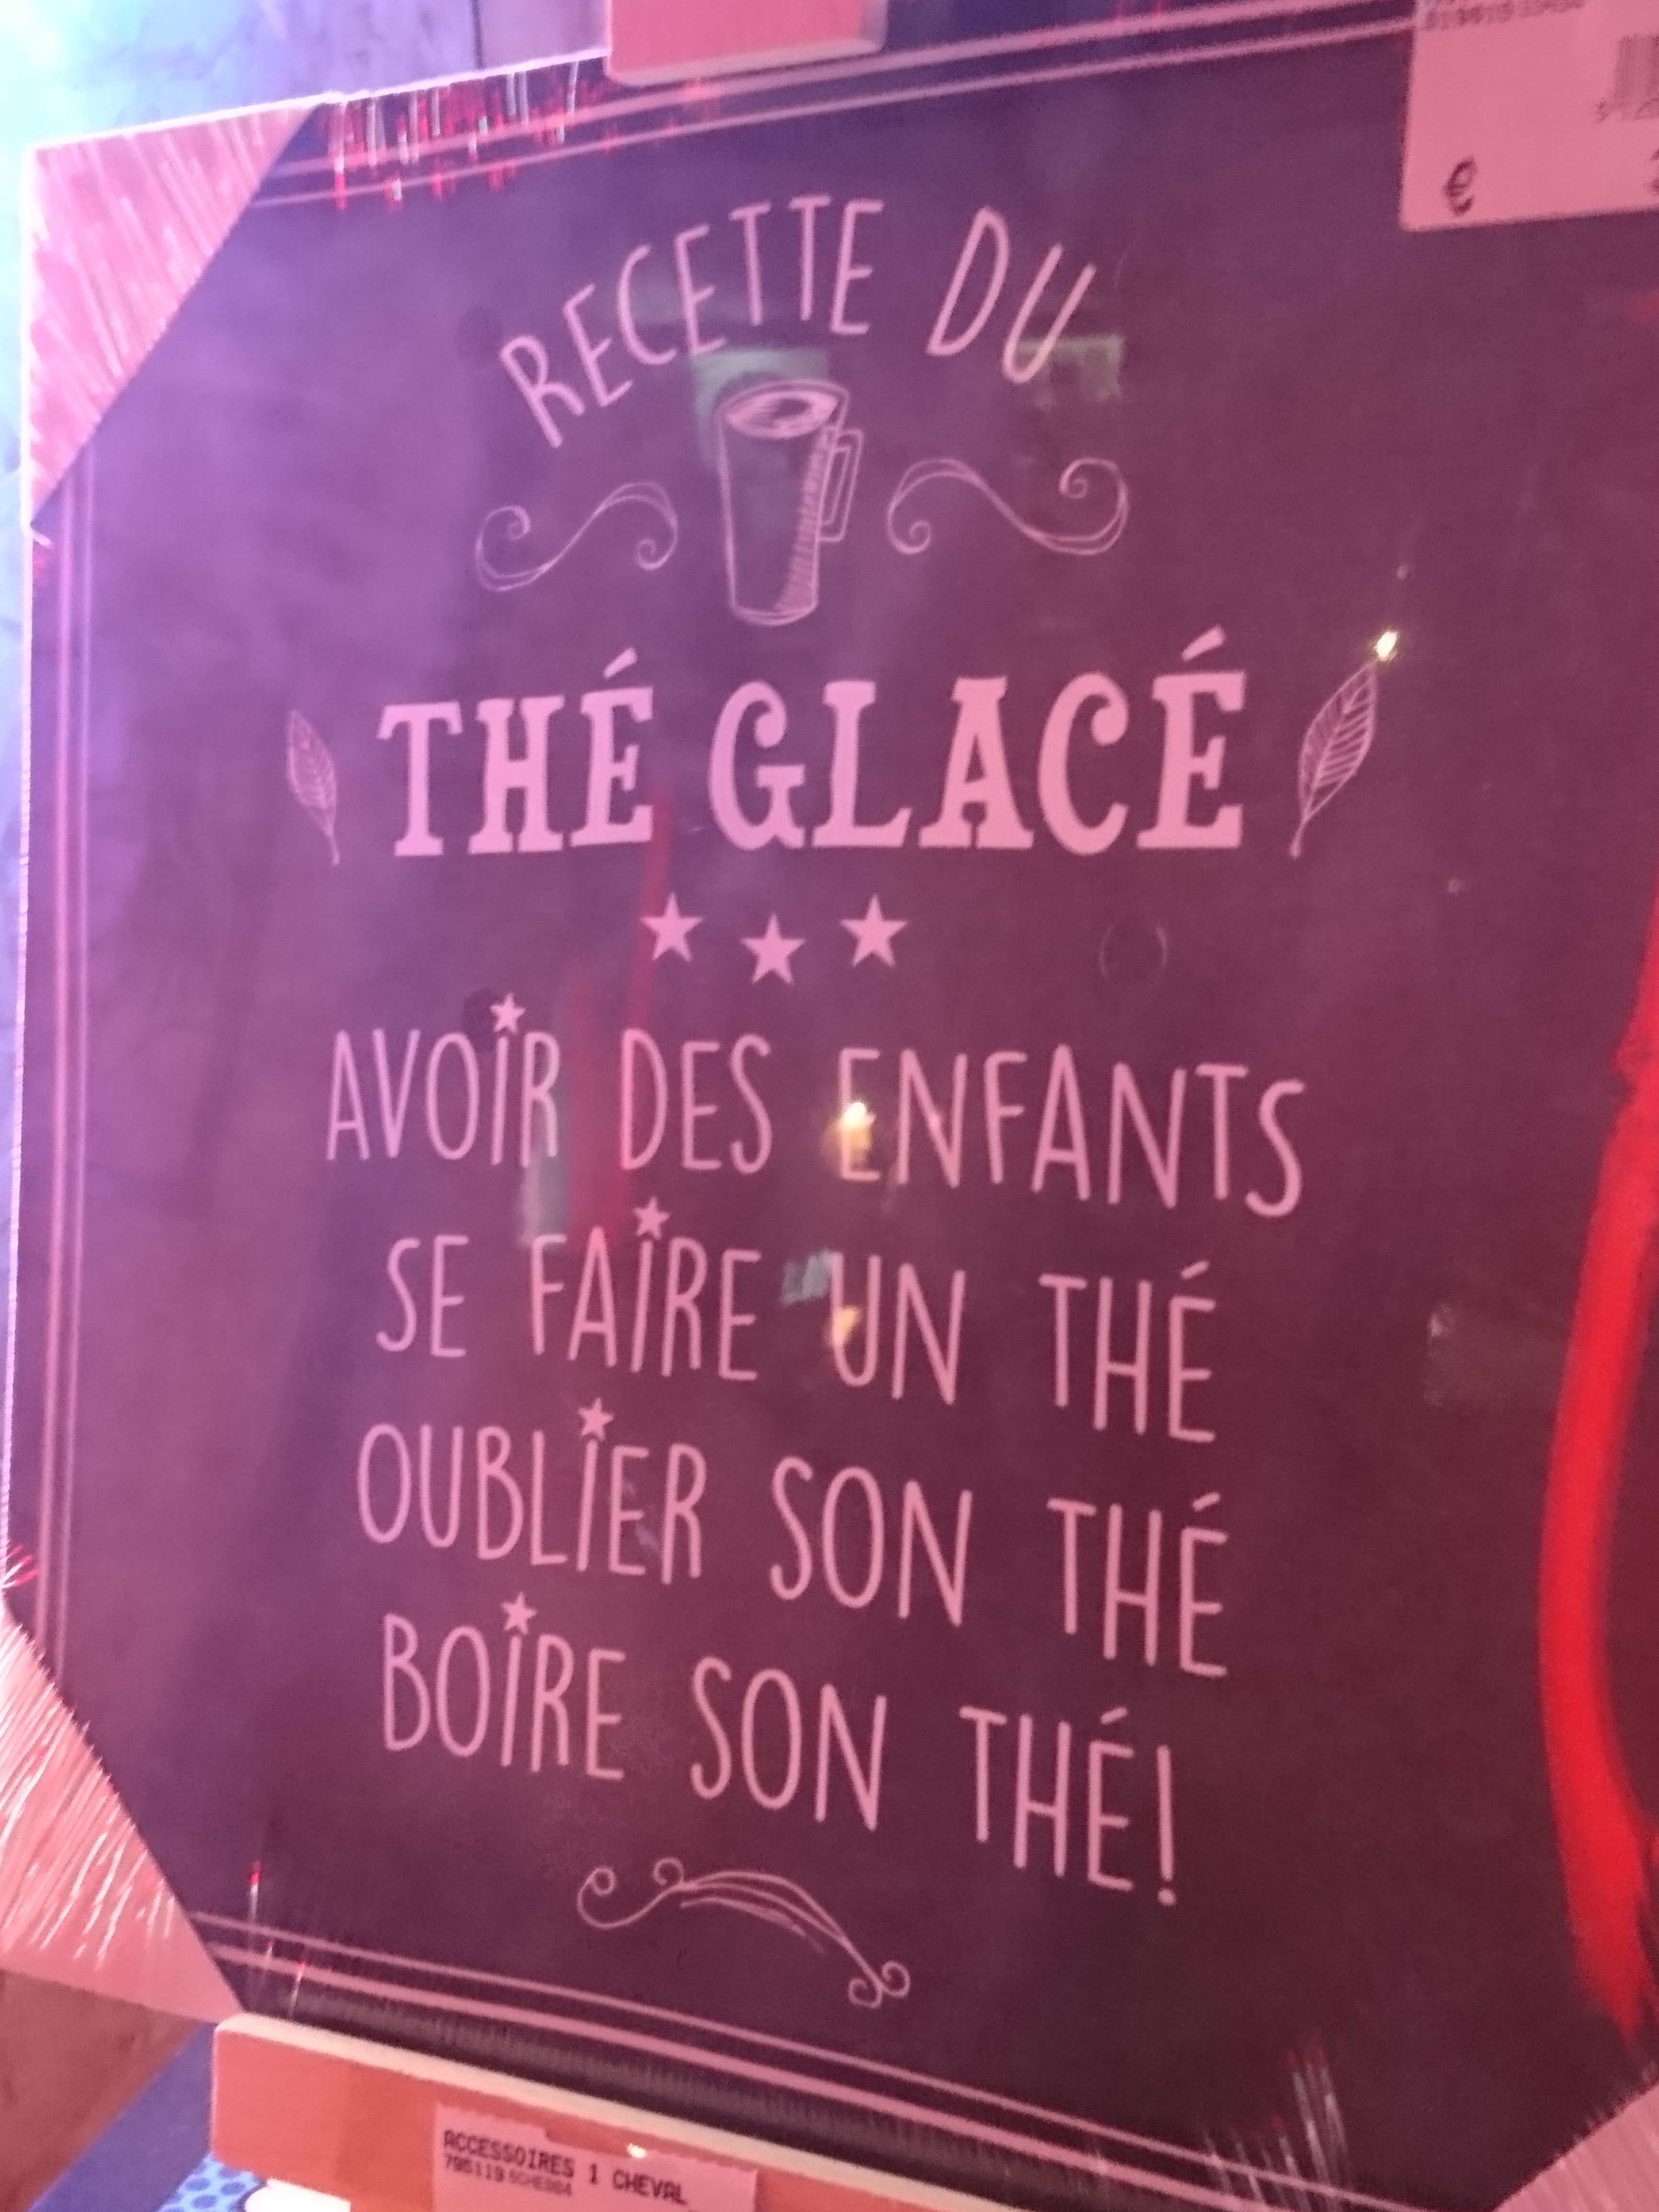 €
RECETTE DU
THÉ GLACÉ
AVOIR DES ENFANTS
SE FAIRE UN THÉ
OUBLIER SON THÉ
BOIRE SON THÉ!
ACCESSOIRES 1 CHEVAL